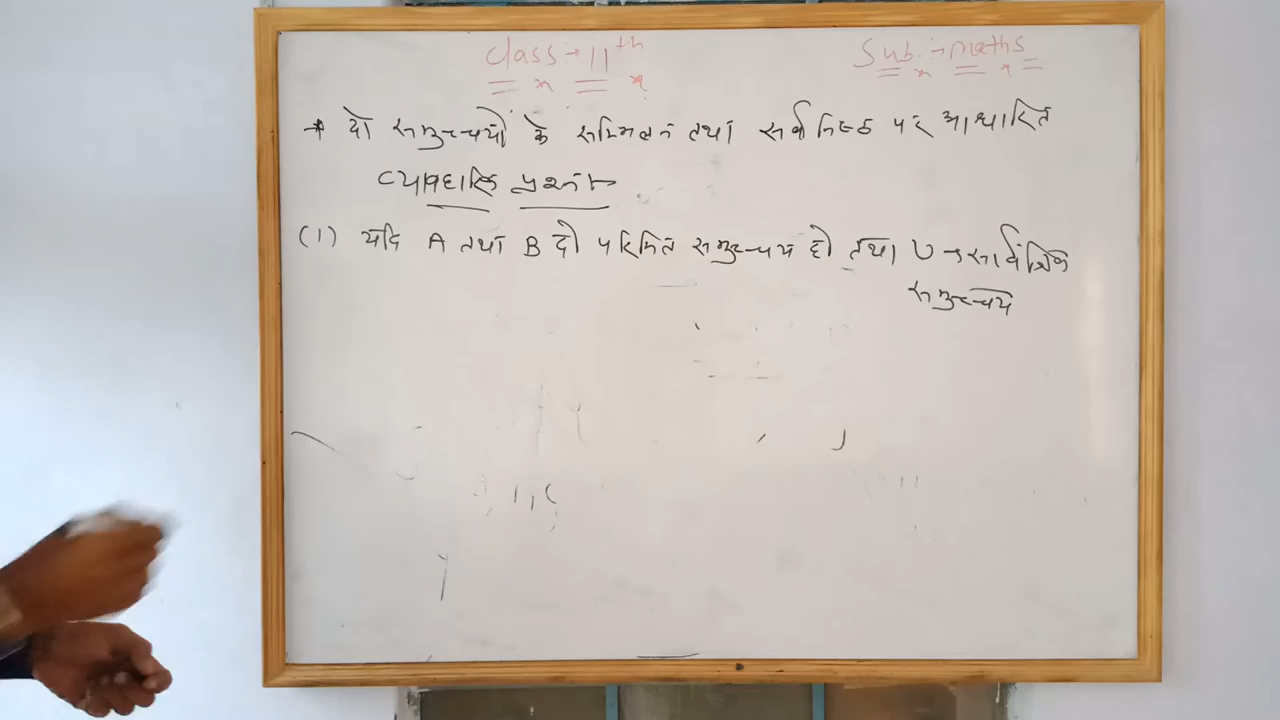 Class :- 11th Sub. :- Maths
* दो समुच्चयों के सम्मिलन तथा सर्वनिष्ठ पर आधारित
व्यावहारिक प्रश्न :-
(1) यदि A तथा B दो परिमित समुच्चय हो तथा U → सार्वत्रिक
समुच्चय